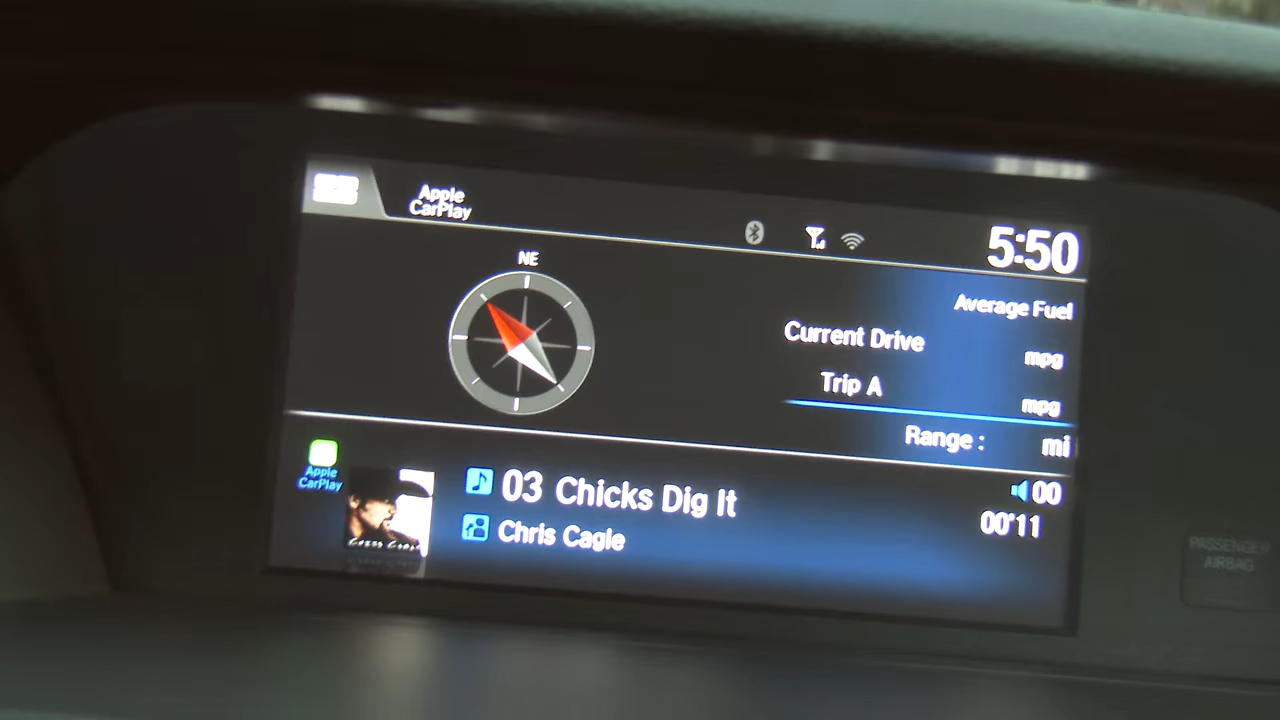 Apple
CarPlay
5:50
NE
Average Fuel
Current Drive
mpg
Trip A
mpg
Range :
mi
Apple
CarPlay
03 Chicks Dig It
00
00'11
Chris Cagle
PASSENGER
AIRBAG